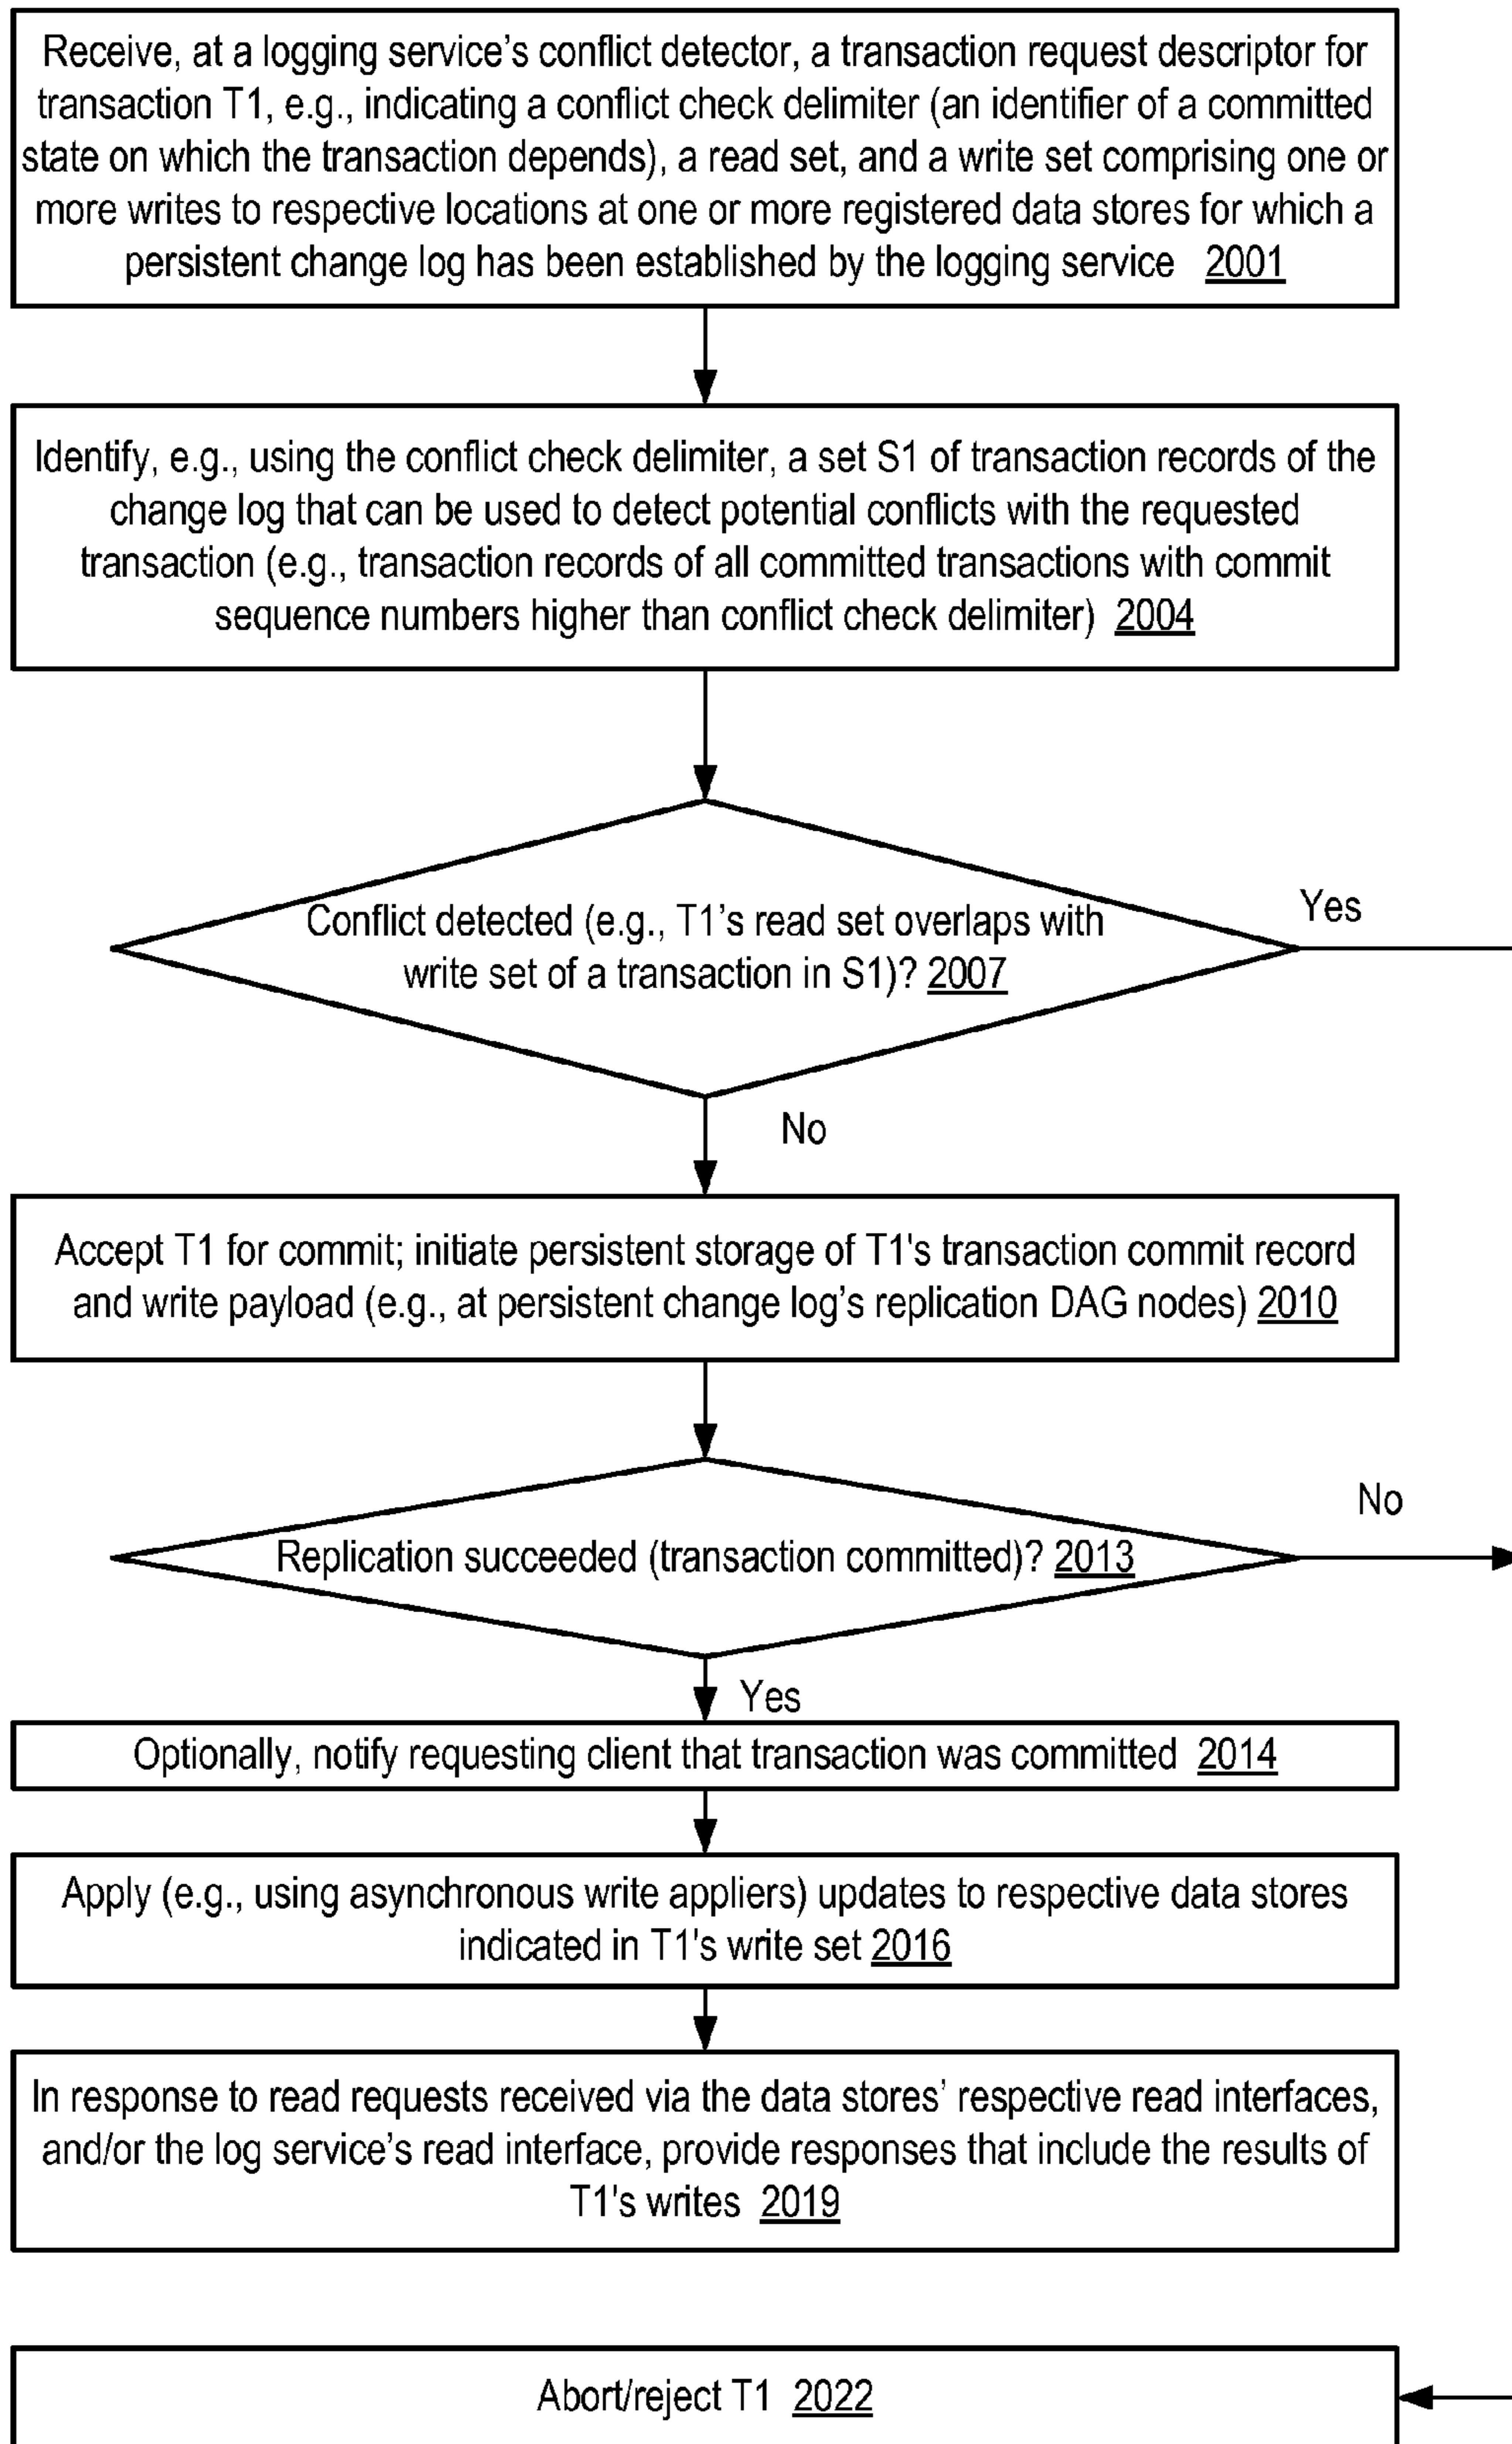 Receive, at a logging service’s conflict detector, a transaction request descriptor for
transaction T1, e.g., indicating a conflict check delimiter (an identifier of a committed
state on which the transaction depends), a read set, and a write set comprising one or
more writes to respective locations at one or more registered data stores for which a
persistent change log has been established by the logging service 2001
Identify, e.g., using the conflict check delimiter, a set S1 of transaction records of the
change log that can be used to detect potential conflicts with the requested
transaction (e.g., transaction records of all committed transactions with commit
sequence numbers higher than conflict check delimiter) 2004
Yes
Conflict detected (e.g., T1’s read set overlaps with
write set of a transaction in S1)? 2007
No
Accept T1 for commit; initiate persistent storage of T1's transaction commit record
and write payload (e.g., at persistent change log’s replication DAG nodes) 2010
No
Replication succeeded (transaction committed)? 2013
Yes
Optionally, notify requesting client that transaction was committed 2014
Apply (e.g., using asynchronous write appliers) updates to respective data stores
indicated in T1's write set 2016
In response to read requests received via the data stores’ respective read interfaces,
and/or the log service’s read interface, provide responses that include the results of
T1's writes 2019
Abort/reject T1 2022